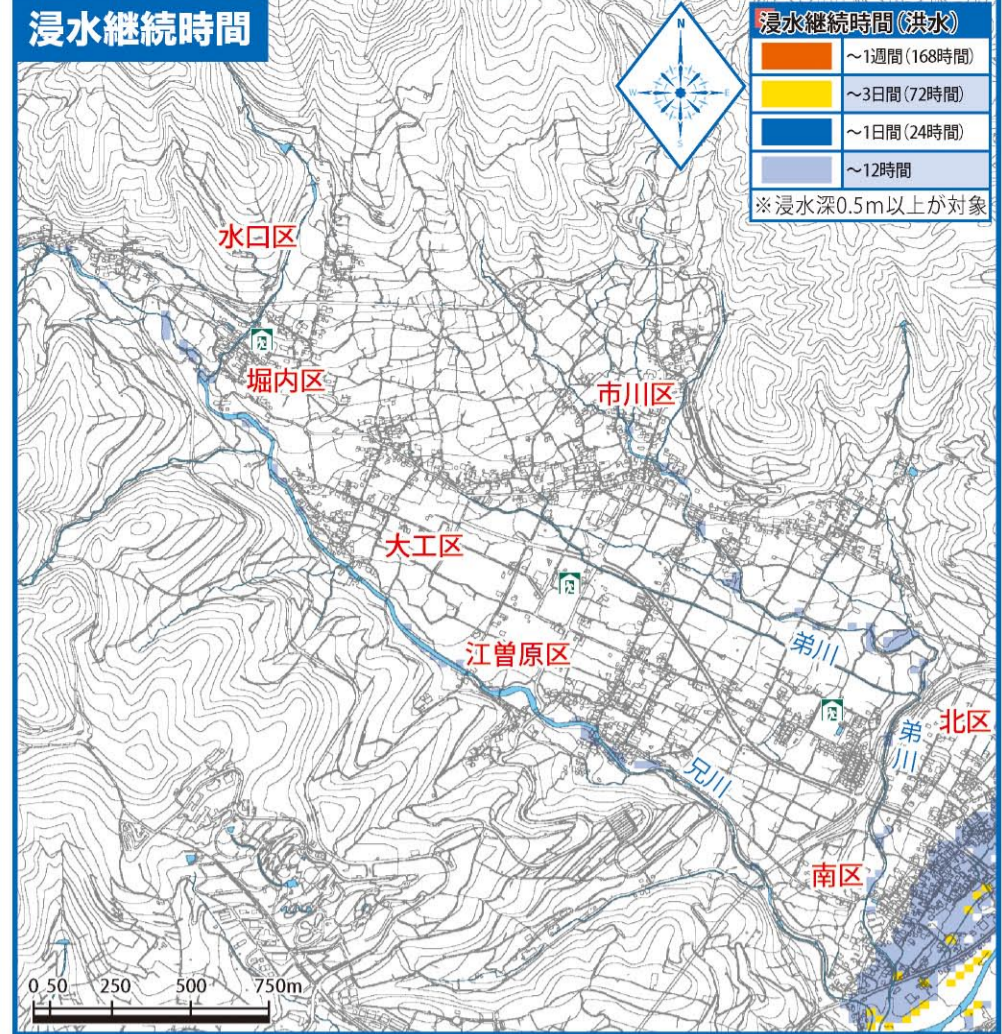 浸水継続時間
N
W
E
S
浸水継続時間(洪水)
～1週間(168時間)
～3日間(72時間)
～1日間(24時間)
～12時間
※浸水深0.5m以上が対象
水口区
堀内区
市川区
大工区
江曽原区
弟川
北区
弟川
兄川
南区
0 50 250 500 750m